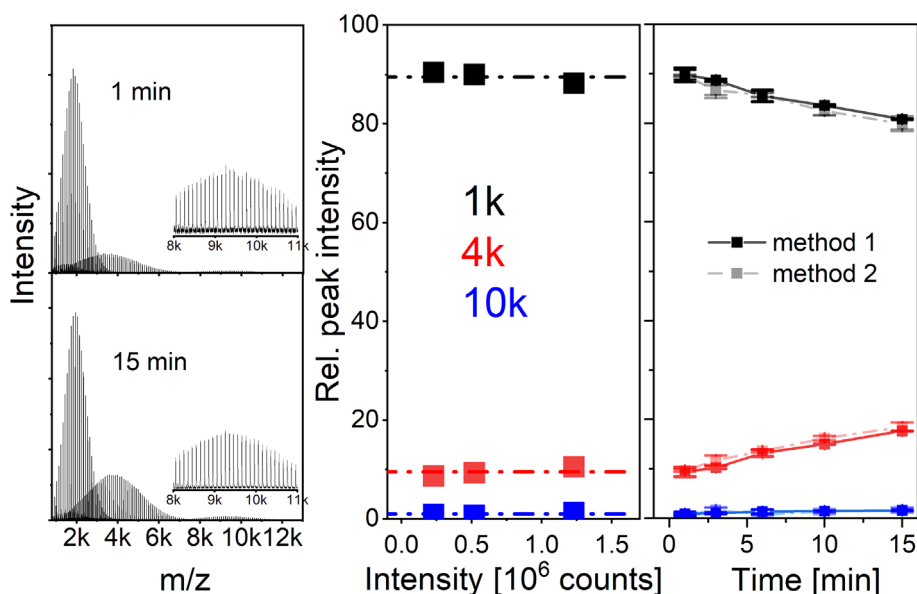 Intensity
1 min
8k 9k 10k 11k
15 min
8k 9k 10k 11k
2k 4k 6k 8k 10k12k
m/z
Rel. peak intensity
100
80
60
40
20
0
1k
4k
10k
0.0 0.5 1.0 1.5
Intensity [10⁶ counts]
method 1
method 2
0 5 10 15
Time [min]